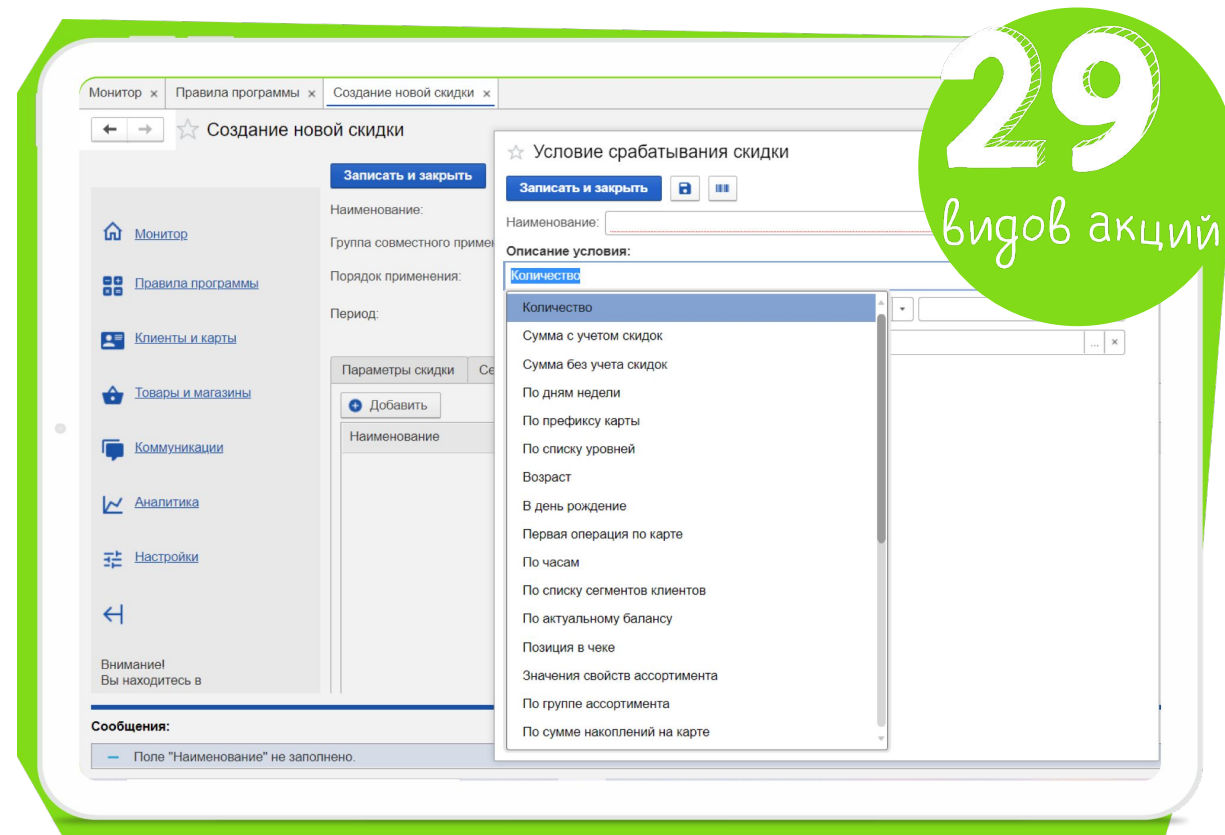 29
видов акций
Монитор
Правила программы
Создание новой скидки
Создание новой скидки
Записать и закрыть
Наименование:
Группа совместного
Порядок применения:
Период:
Параметры скидки
Добавить
Наименование
Монитор
Правила программы
Клиенты и карты
Товары и магазины
Коммуникации
Аналитика
Настройки
Внимание!
Вы находитесь в
Условие срабатывания скидки
Записать и закрыть
Наименование:
Описание условия:
Количество
Количество
Сумма с учетом скидок
Сумма без учета скидок
По дням недели
По префиксу карты
По списку уровней
Возраст
В день рождение
Первая операция по карте
По часам
По списку сегментов клиентов
По актуальному балансу
Позиция в чеке
Значения свойств ассортимента
По группе ассортимента
По сумме накоплений на карте
Сообщения:
Поле "Наименование" не заполнено.